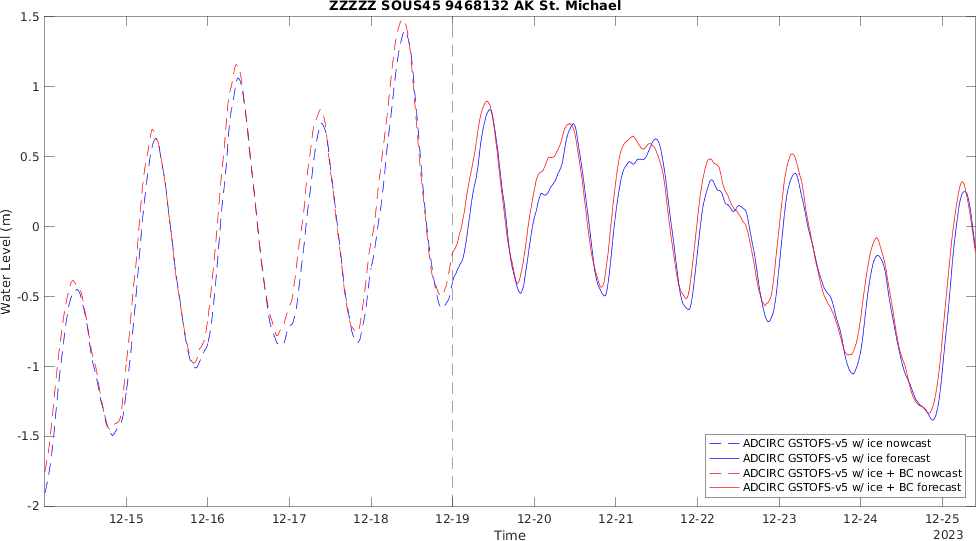 ZZZZZ SOUS45 9468132 AK St. Michael
Water Level (m)
1.5
1
0.5
0
-0.5
-1
-1.5
-2
ADCIRC GSTOFS-v5 w/ ice nowcast
ADCIRC GSTOFS-v5 w/ ice forecast
ADCIRC GSTOFS-v5 w/ ice + BC nowcast
ADCIRC GSTOFS-v5 w/ ice + BC forecast
12-15 12-16 12-17 12-18 12-19 12-20 12-21 12-22 12-23 12-24 12-25
Time
2023